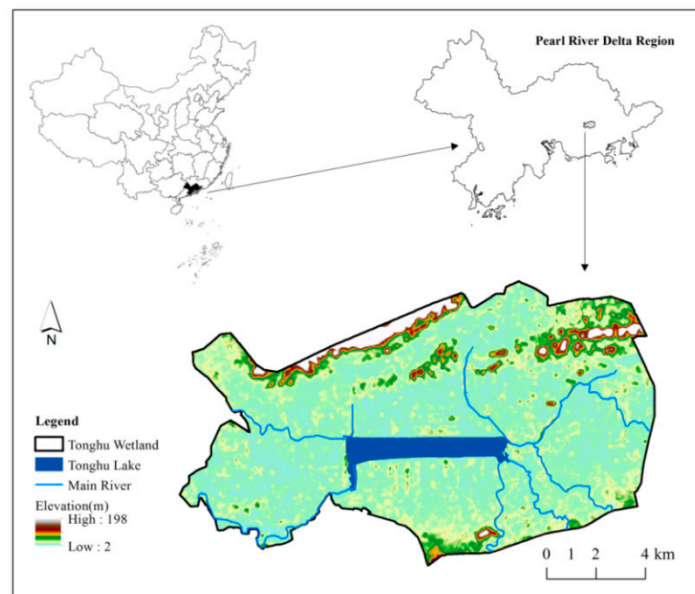 Pearl River Delta Region
N
Legend
Tonghu Wetland
Tonghu Lake
Main River
Elevation(m)
High : 198
Low : 2
0 1 2 4 km